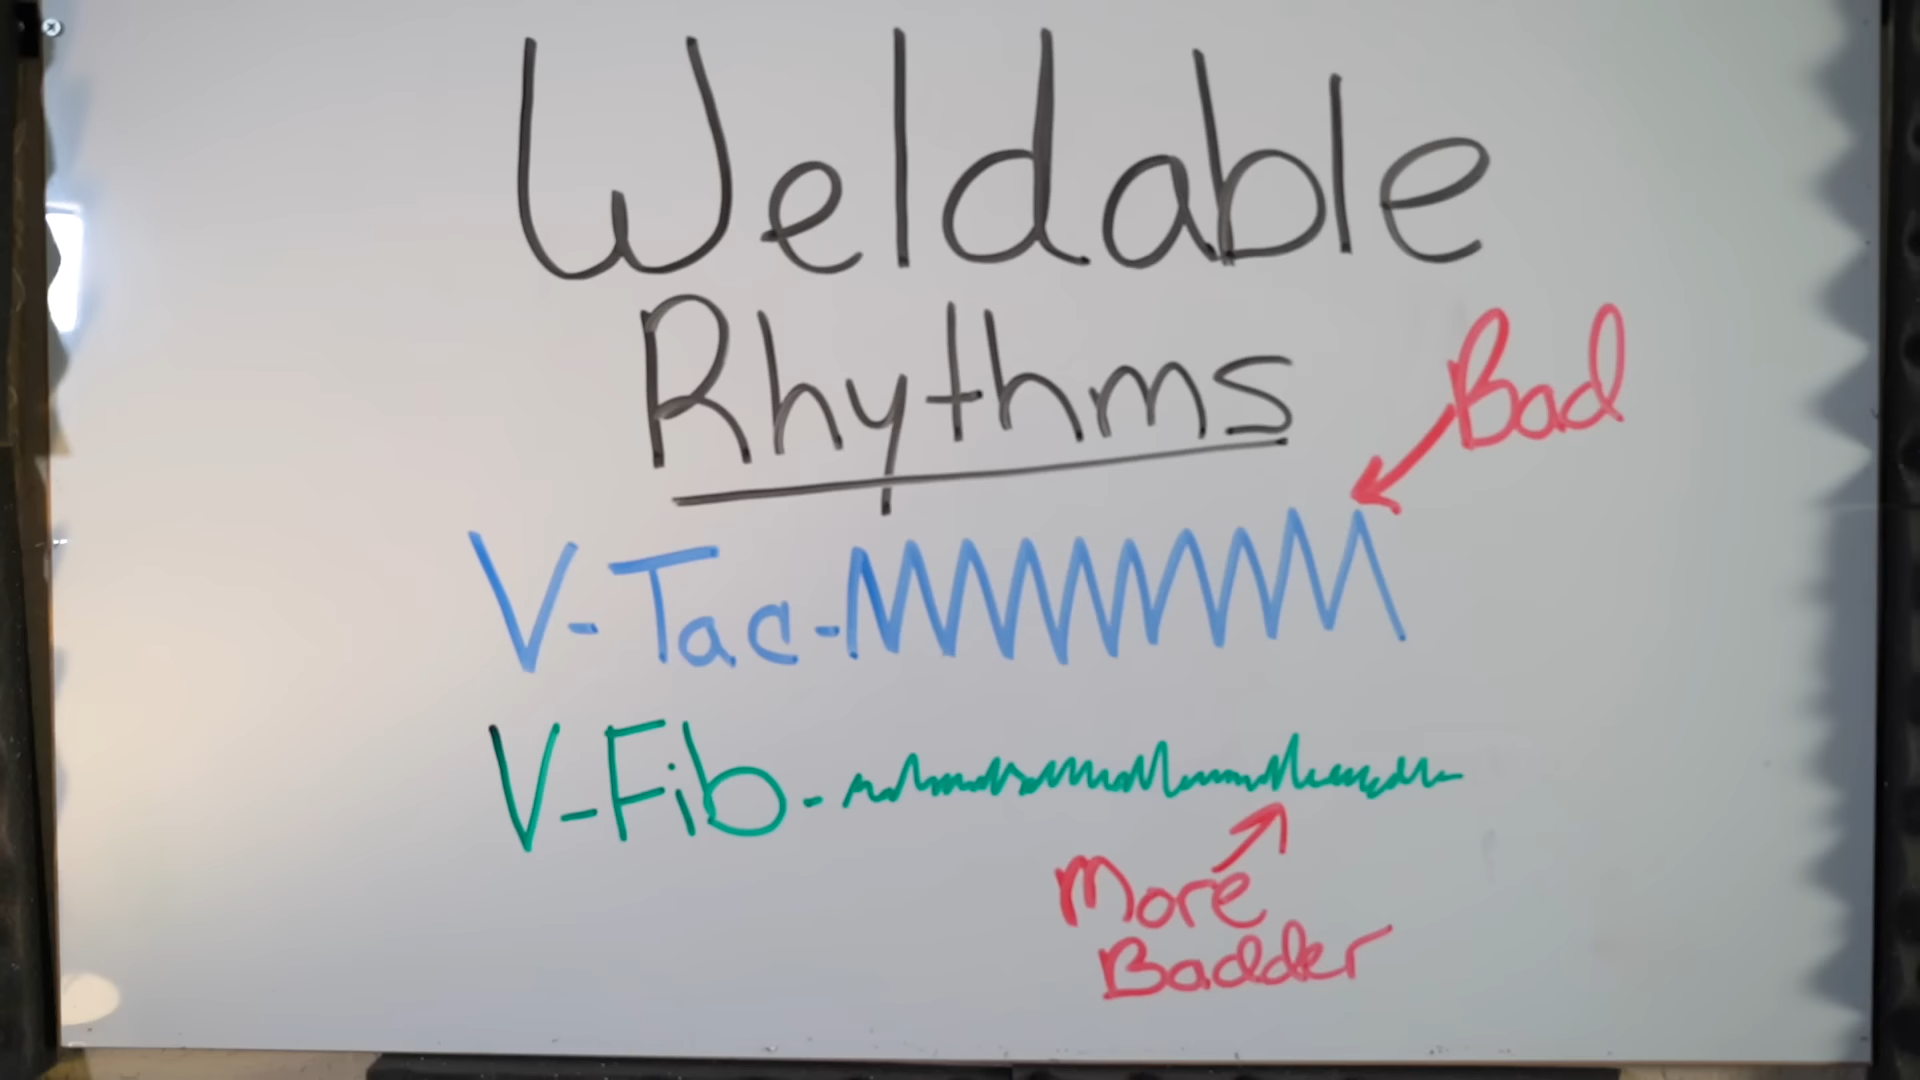 Weldable
Rhythms
Bad
V-Tac-
V-Fib-
More
Badder